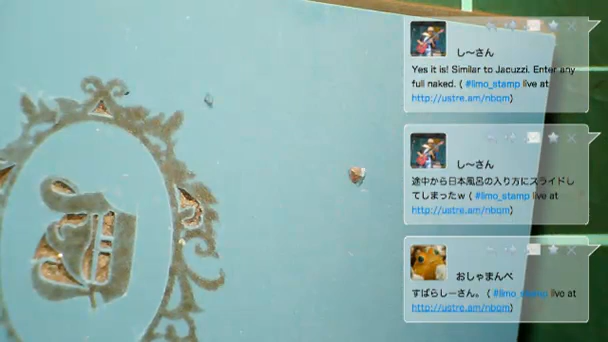 し〜さん
Yes it is! Similar to Jacuzzi. Enter any
full naked. ( #limo_stamp live at
http://ustre.am/nbqm)
し〜さん
途中から日本風呂の入り方にスライドし
てしまったｗ ( #limo_stamp live at
http://ustre.am/nbqm)
おしゃまんべ
すばらしーさん。 ( #limo_stamp live at
http://ustre.am/nbqm)